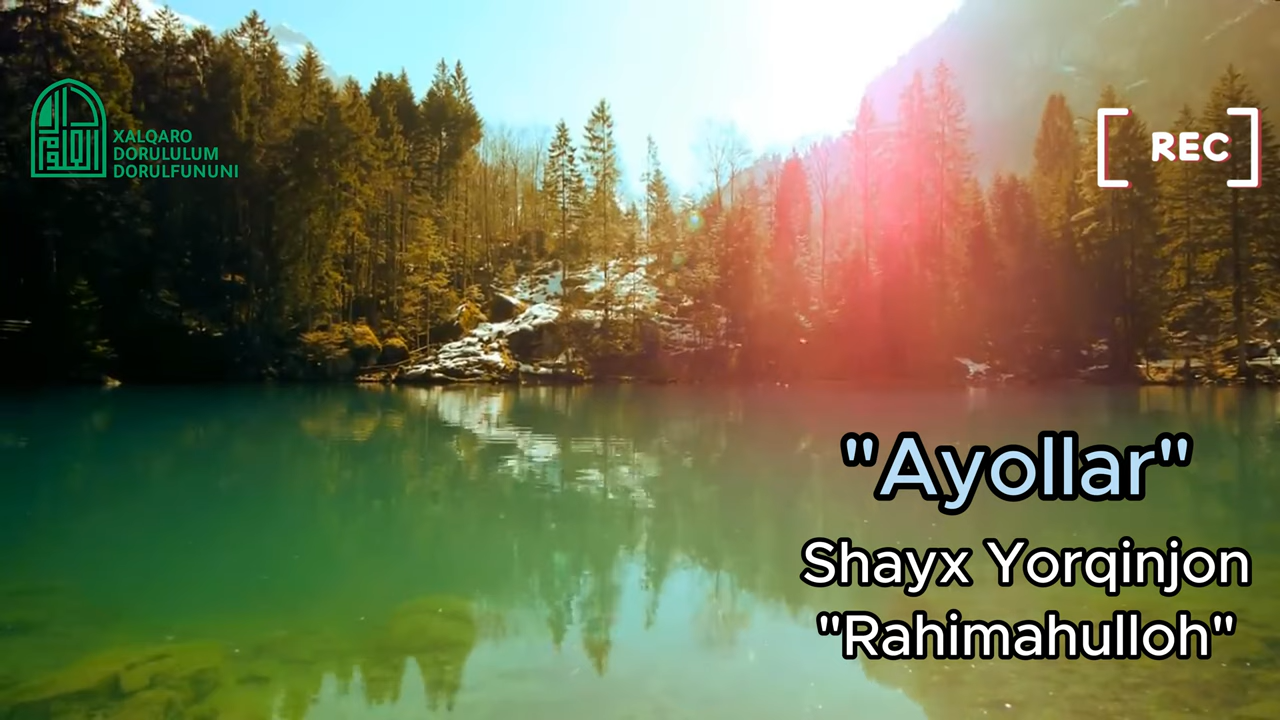 XALQARO
DORULULUM
DORULFUNUNI
REC
"Ayollar"
Shayx Yorqinjon
"Rahimahulloh"